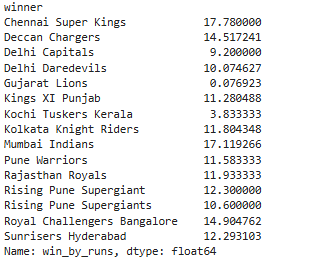 winner
Chennai Super Kings 17.780000
Deccan Chargers 14.517241
Delhi Capitals 9.200000
Delhi Daredevils 10.074627
Gujarat Lions 0.076923
Kings XI Punjab 11.280488
Kochi Tuskers Kerala 3.833333
Kolkata Knight Riders 11.804348
Mumbai Indians 17.119266
Pune Warriors 11.583333
Rajasthan Royals 11.933333
Rising Pune Supergiant 12.300000
Rising Pune Supergiants 10.600000
Royal Challengers Bangalore 14.904762
Sunrisers Hyderabad 12.293103
Name: win_by_runs, dtype: float64